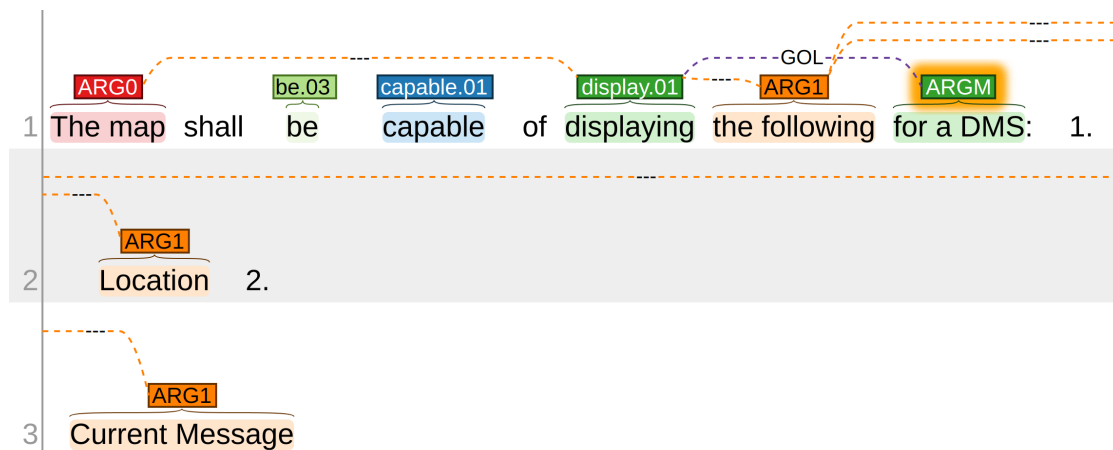 GOL
ARG0 be.03 capable.01 display.01 ARG1 ARGM
1 The map shall be capable of displaying the following for a DMS: 1.
ARG1
2 Location 2.
ARG1
3 Current Message